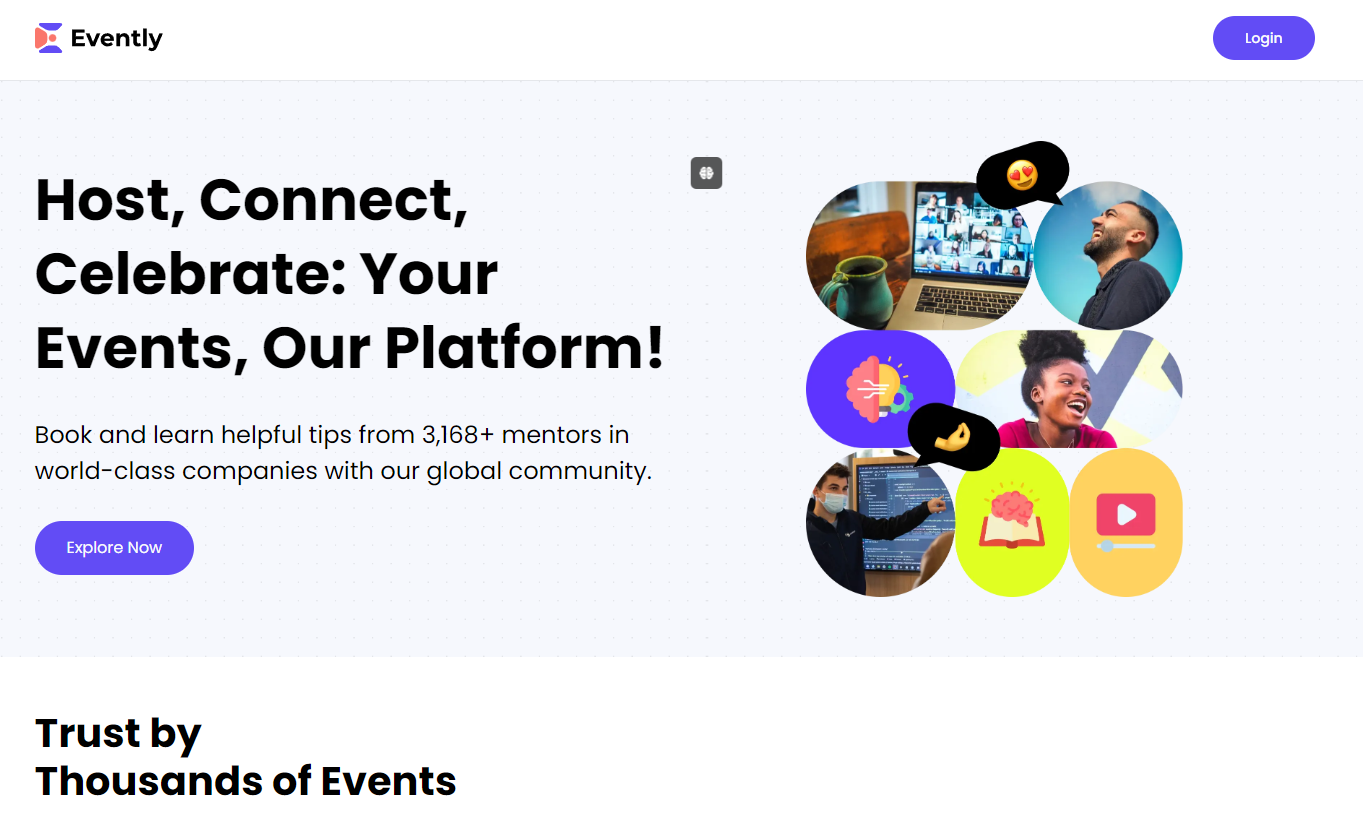 Evently
Login
Host, Connect,
Celebrate: Your
Events, Our Platform!
Book and learn helpful tips from 3,168+ mentors in
world-class companies with our global community.
Explore Now
Trust by
Thousands of Events